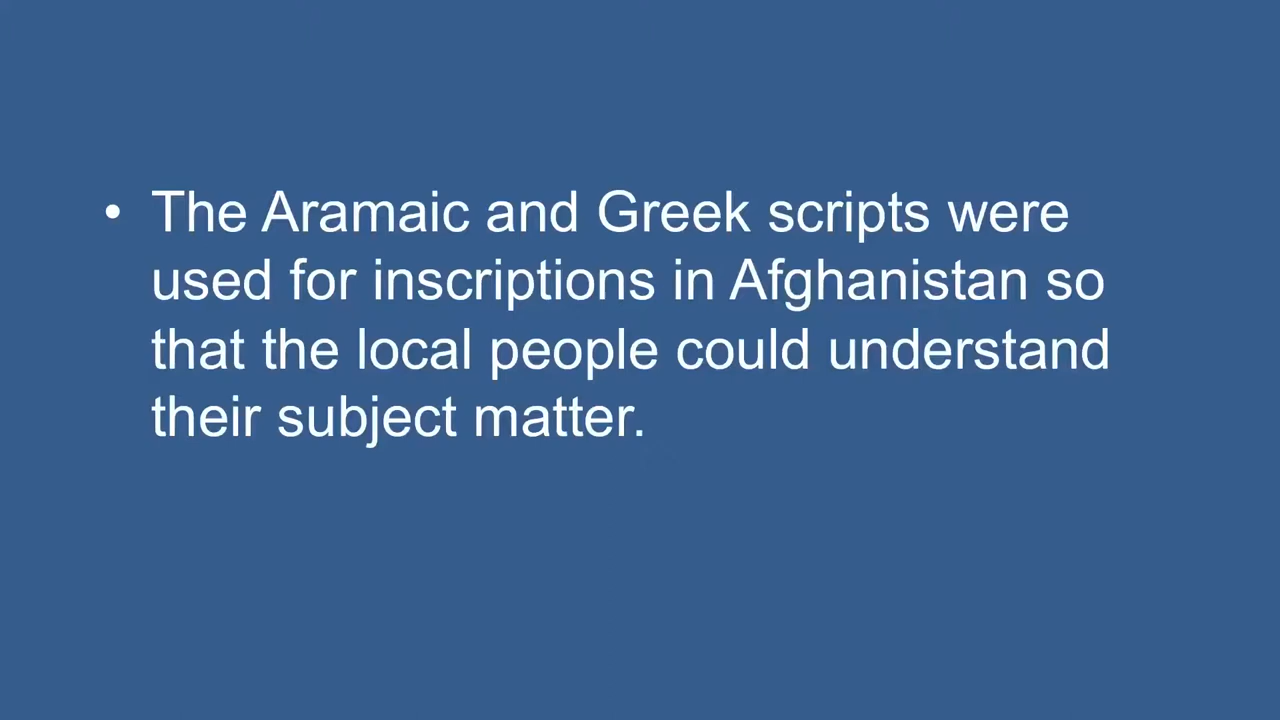 • The Aramaic and Greek scripts were
used for inscriptions in Afghanistan so
that the local people could understand
their subject matter.